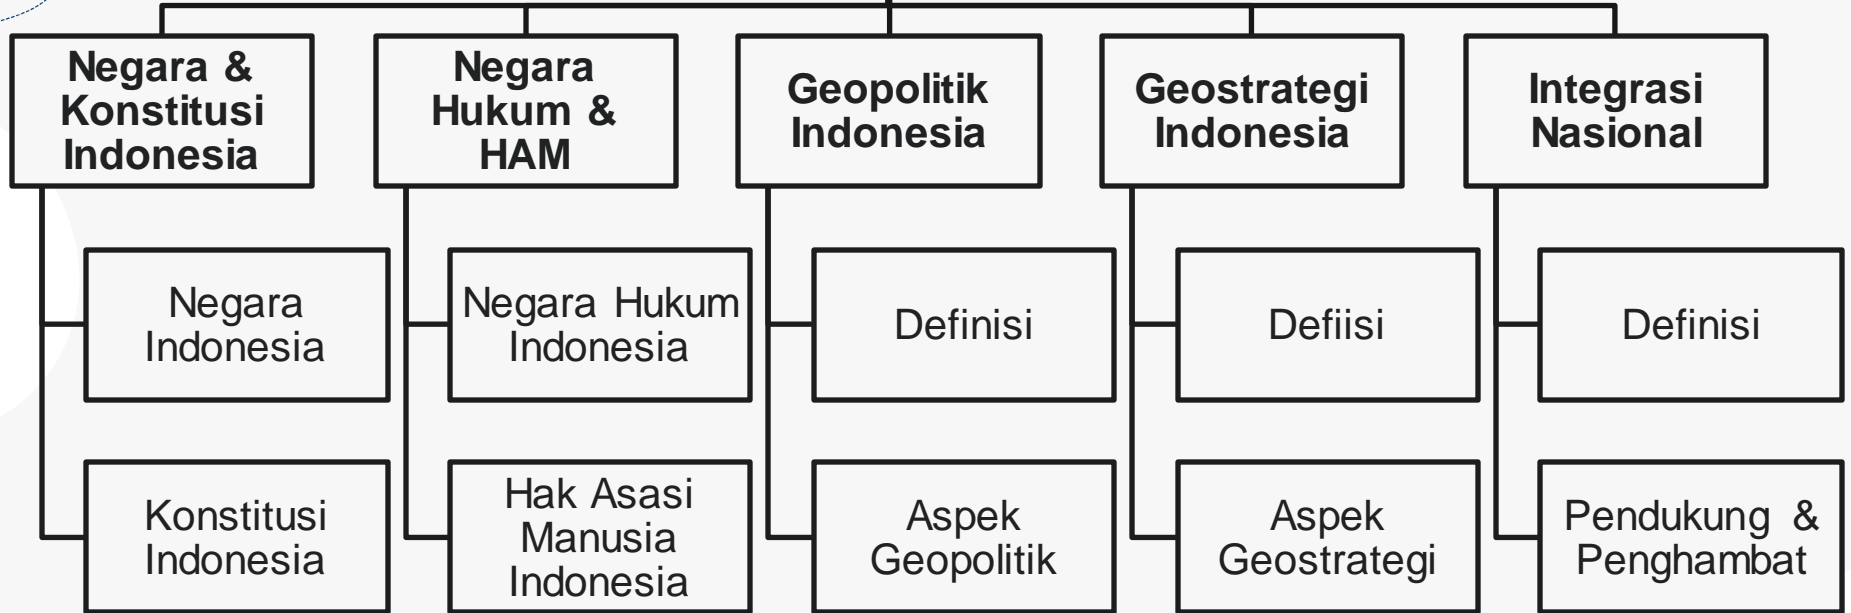 Negara &
Konstitusi
Indonesia
Negara
Hukum &
HAM
Geopolitik
Indonesia
Geostrategi
Indonesia
Integrasi
Nasional
Negara
Indonesia
Negara Hukum
Indonesia
Definisi
Defiisi
Definisi
Konstitusi
Indonesia
Hak Asasi
Manusia
Indonesia
Aspek
Geopolitik
Aspek
Geostrategi
Pendukung &
Penghambat